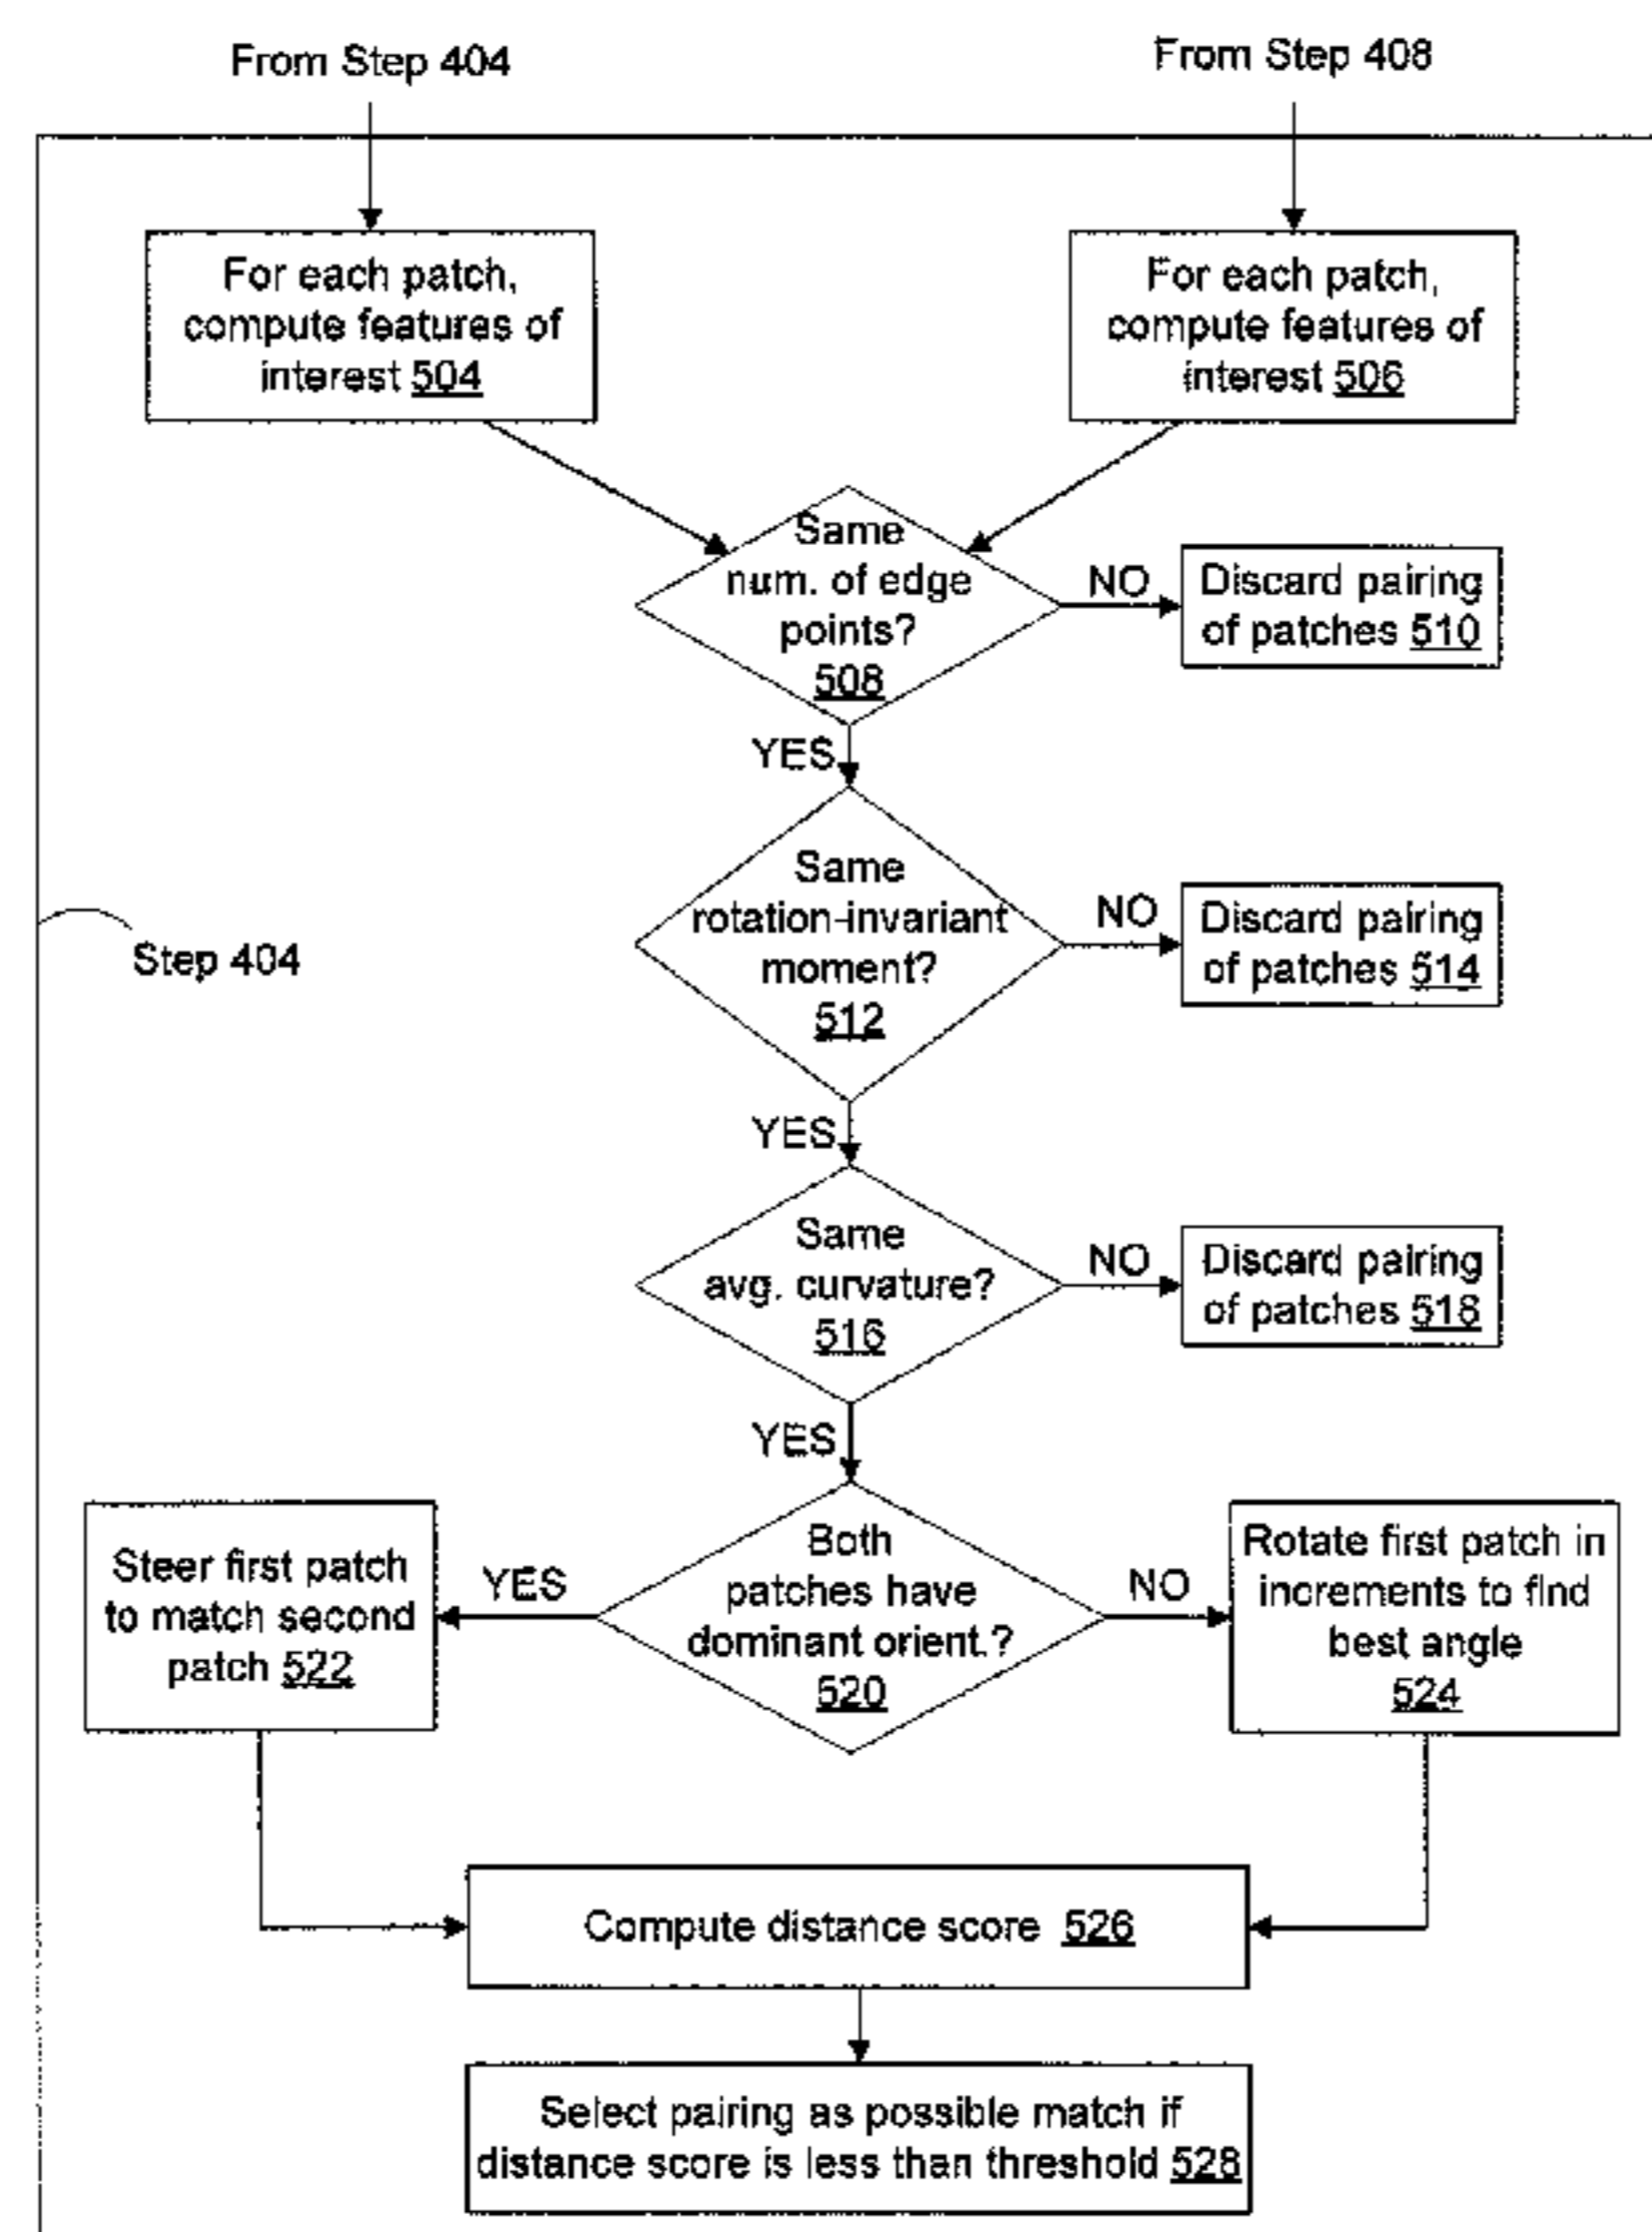 From Step 404
From Step 408
For each patch,
compute features of
interest 504
For each patch,
compute features of
interest 506
Same
num. of edge
points?
508
NO
Discard pairing
of patches 510
YES
Same
rotation-invariant
moment?
512
NO
Discard pairing
of patches 514
Step 404
YES
Same
avg. curvature?
516
NO
Discard pairing
of patches 518
YES
Both
patches have
dominant orient.?
520
YES
Steer first patch
to match second
patch 522
NO
Rotate first patch in
increments to find
best angle
524
Compute distance score 526
Select pairing as possible match if
distance score is less than threshold 528